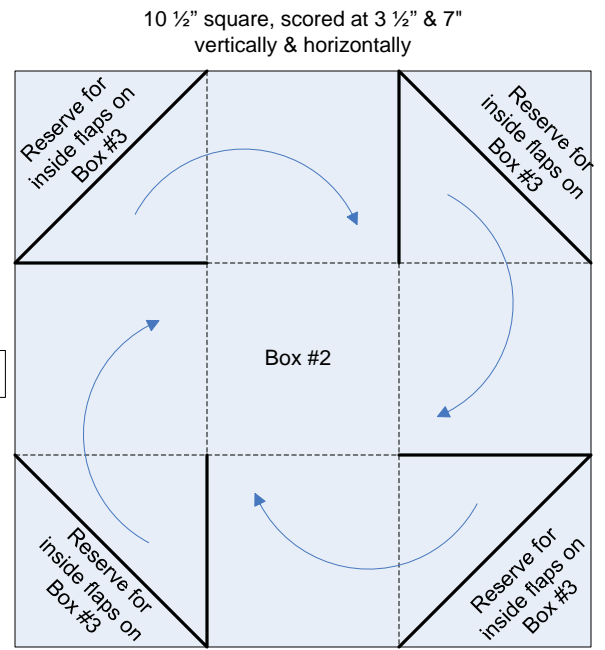 10 ½” square, scored at 3 ½” & 7"
vertically & horizontally
Reserve for
inside flaps on
Box #3
Reserve for
inside flaps on
Box #3
Box #2
Reserve for
inside flaps on
Box #3
Reserve for
inside flaps on
Box #3